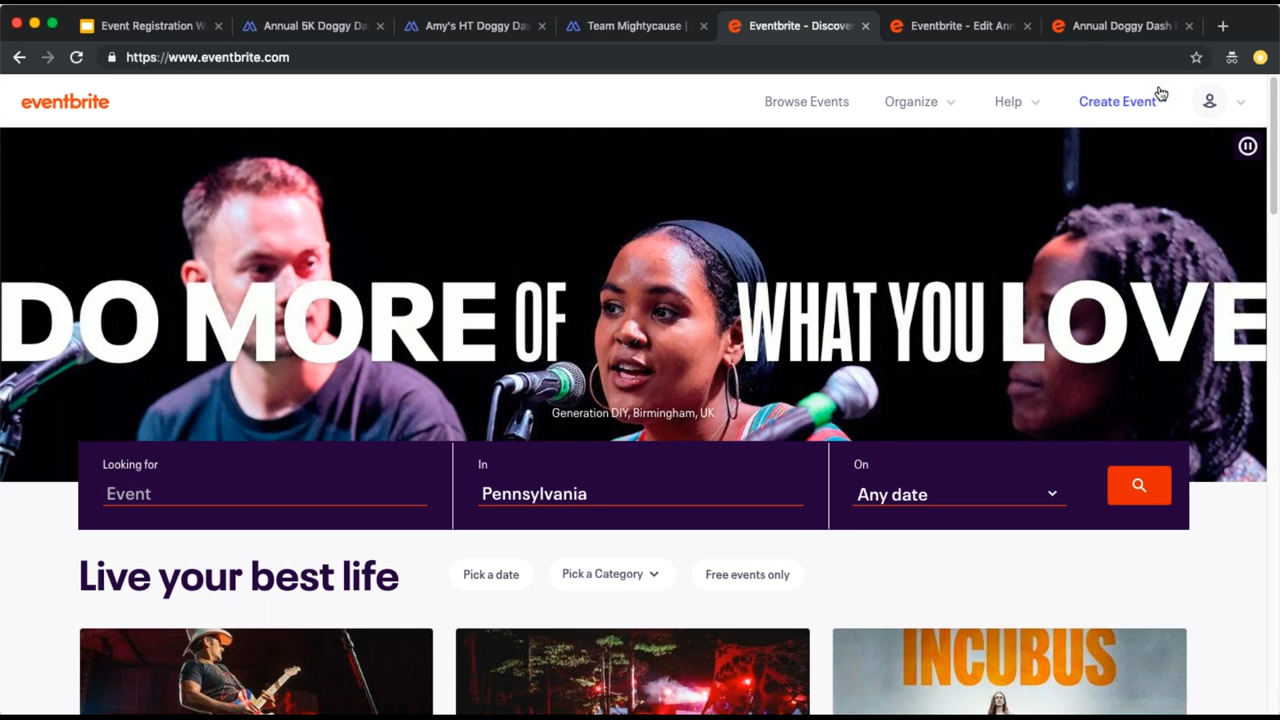 Event Registration W
Annual 5K Doggy Da
Amy's HT Doggy Das
Team Mightycause |
Eventbrite - Discover
Eventbrite - Edit Ann
Annual Doggy Dash
https://www.eventbrite.com
eventbrite
Browse Events
Organize
Help
Create Event
DO MORE OF WHAT YOU LOVE
Generation DIY, Birmingham, UK
Looking for
In
On
Event
Pennsylvania
Any date
Live your best life
Pick a date
Pick a Category
Free events only
INCUBUS